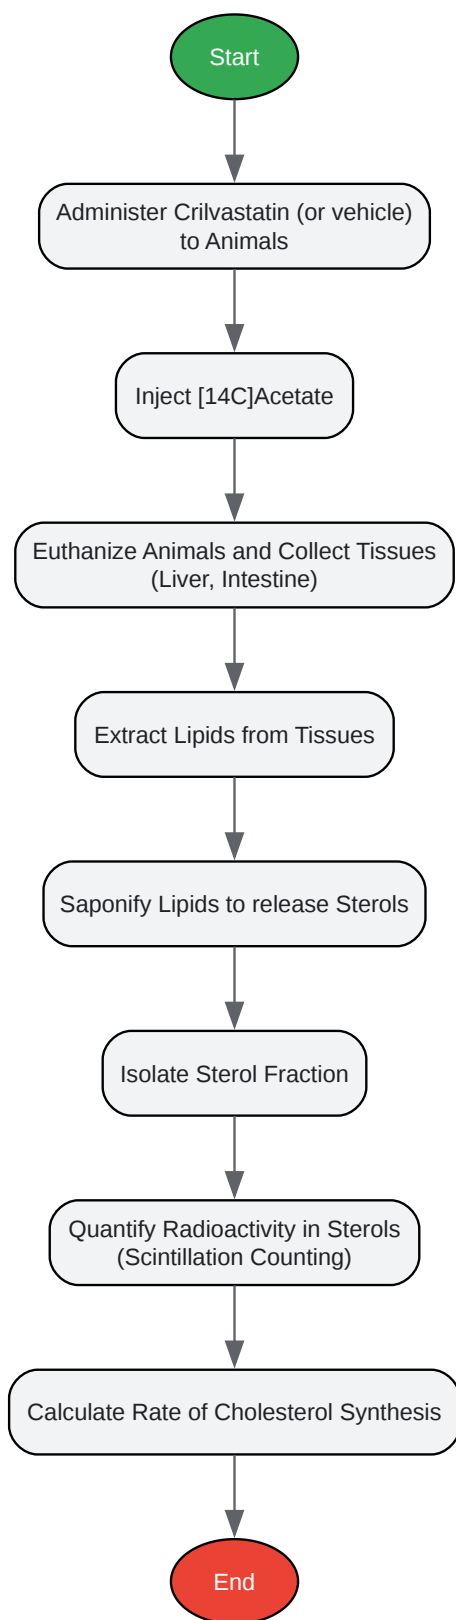 Start
Administer Crilvastatin (or vehicle)
to Animals
Inject [14C]Acetate
Euthanize Animals and Collect Tissues
(Liver, Intestine)
Extract Lipids from Tissues
Saponify Lipids to release Sterols
Isolate Sterol Fraction
Quantify Radioactivity in Sterols
(Scintillation Counting)
Calculate Rate of Cholesterol Synthesis
End